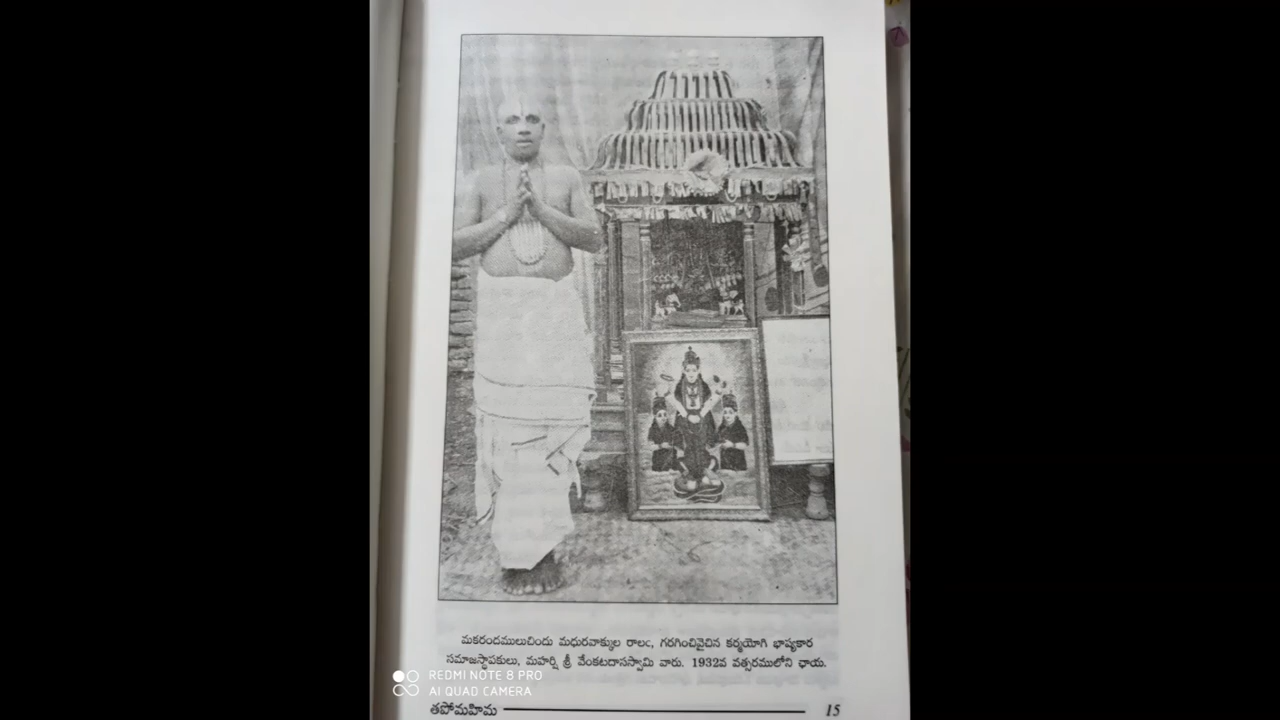 మకరందములుచిందు మధురవాక్కుల రాలఁ, గరగించివైచిన కర్మయోగి భాష్యకార
సమాజస్థాపకులు, మహర్షి శ్రీ వేంకటదాసస్వామి వారు. 1932వ వత్సరములోని ఛాయ.
REDMI NOTE 8 PRO
AI QUAD CAMERA
తపోమహిమ 15